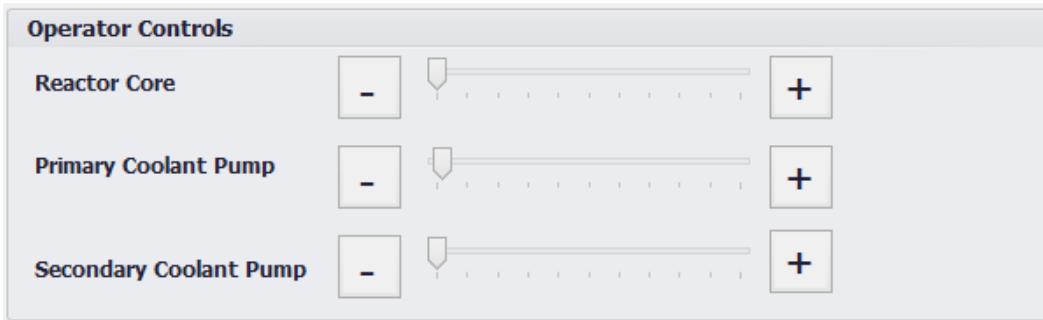 Operator Controls
Reactor Core - +
Primary Coolant Pump - +
Secondary Coolant Pump - +